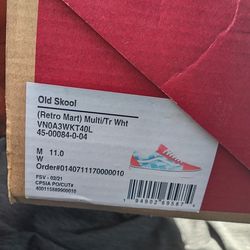 Old Skool
(Retro Mart) Multi/Tr Wht
VN0A3WKT40L
45-00084-0-04
M 11.0
W
Order#0140711170000010
FSV - 02/21
CPSIA PO/CUT#